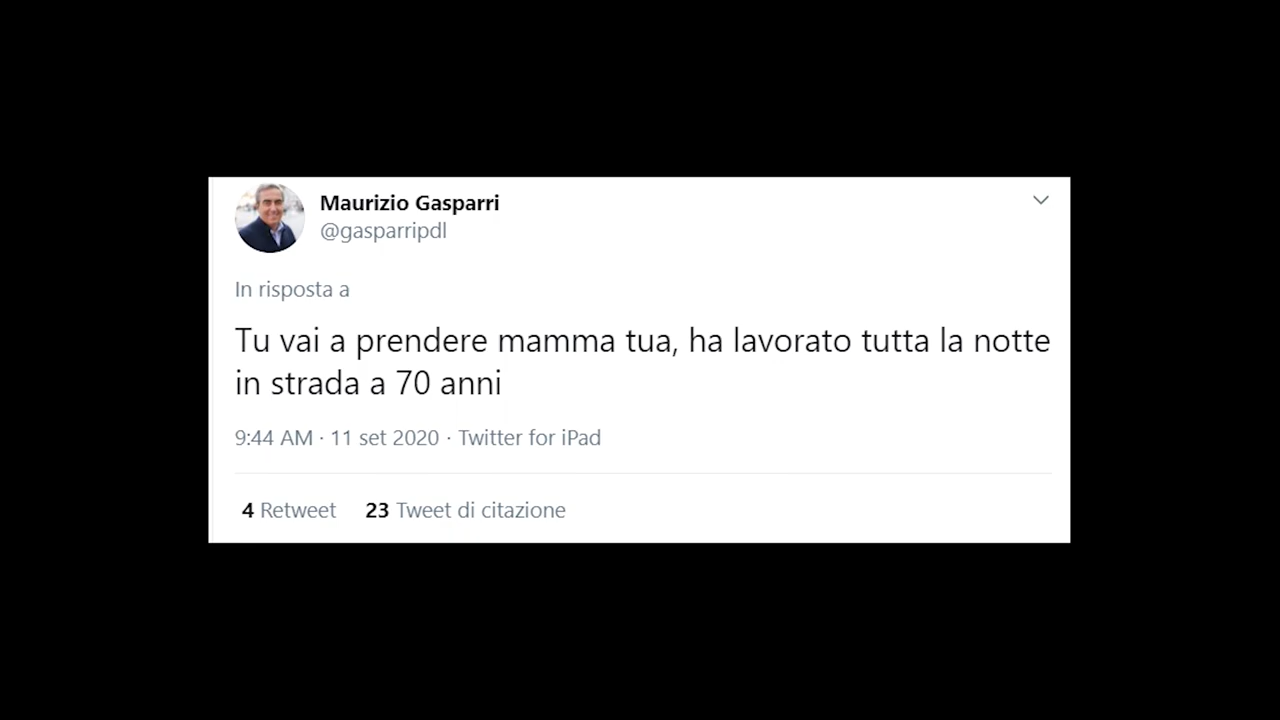 Maurizio Gasparri
@gasparripdl
In risposta a
Tu vai a prendere mamma tua, ha lavorato tutta la notte
in strada a 70 anni
9:44 AM · 11 set 2020 · Twitter for iPad
4 Retweet 23 Tweet di citazione